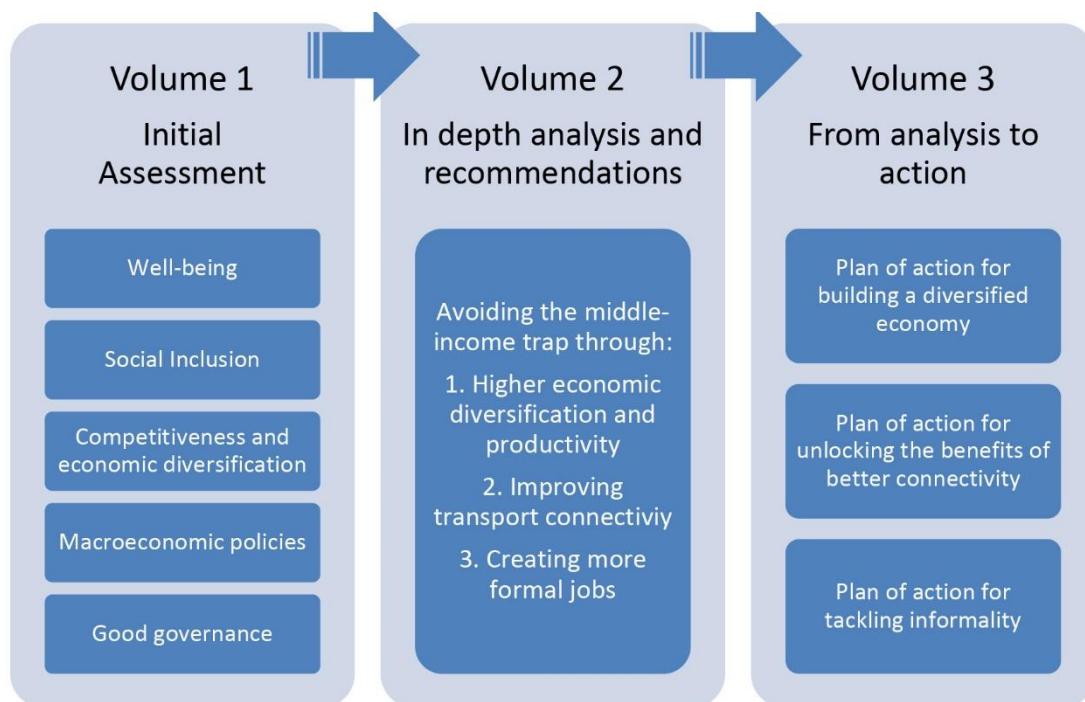 Volume 1
Initial
Assessment
Well-being
Social Inclusion
Competitiveness and
economic diversification
Macroeconomic policies
Good governance
Volume 2
In depth analysis and
recommendations
Avoiding the middle-
income trap through:
1. Higher economic
diversification and
productivity
2. Improving
transport connectiviy
3. Creating more
formal jobs
Volume 3
From analysis to
action
Plan of action for
building a diversified
economy
Plan of action for
unlocking the benefits of
better connectivity
Plan of action for
tackling informality